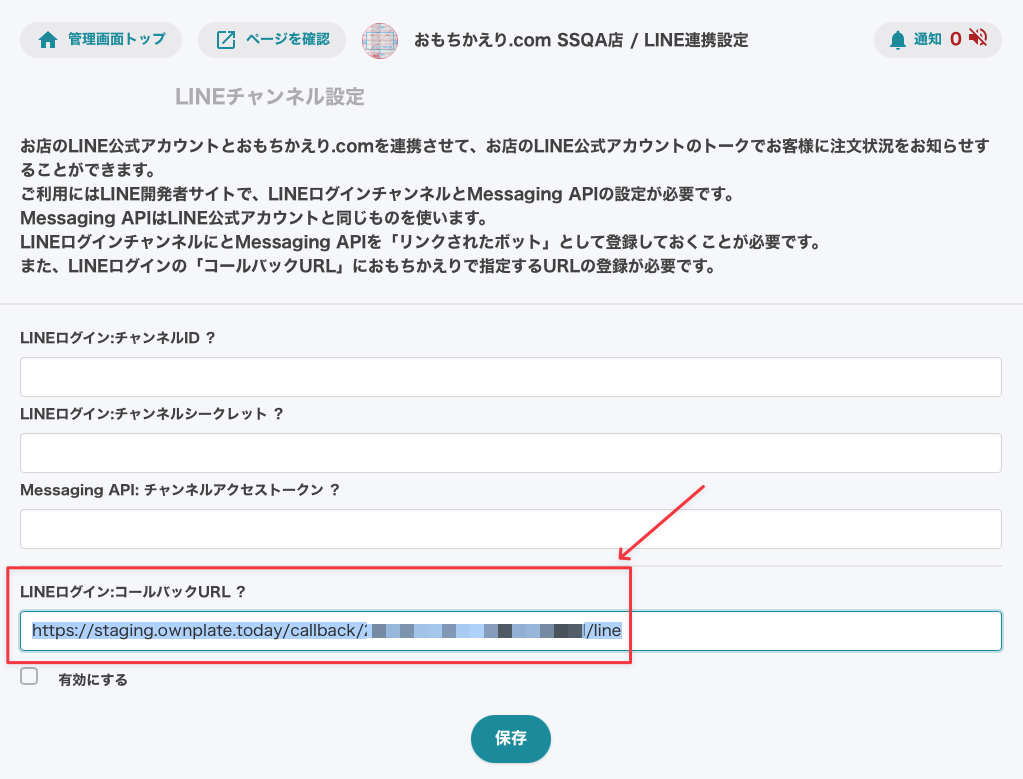 管理画面トップ ページを確認 おもちかえり.com SSQA店 / LINE連携設定 通知 0
LINEチャンネル設定
お店のLINE公式アカウントとおもちかえり.comを連携させて、お店のLINE公式アカウントのトークでお客様に注文状況をお知らせす
ることができます。
ご利用にはLINE開発者サイトで、LINEログインチャンネルとMessaging APIの設定が必要です。
Messaging APIはLINE公式アカウントと同じものを使います。
LINEログインチャンネルにとMessaging APIを「リンクされたボット」として登録しておくことが必要です。
また、LINEログインの「コールバックURL」におもちかえりで指定するURLの登録が必要です。
LINEログイン:チャンネルID ?
LINEログイン:チャンネルシークレット ?
Messaging API: チャンネルアクセストークン ?
LINEログイン:コールバックURL ?
https://staging.ownplate.today/callback/ /line
有効にする
保存